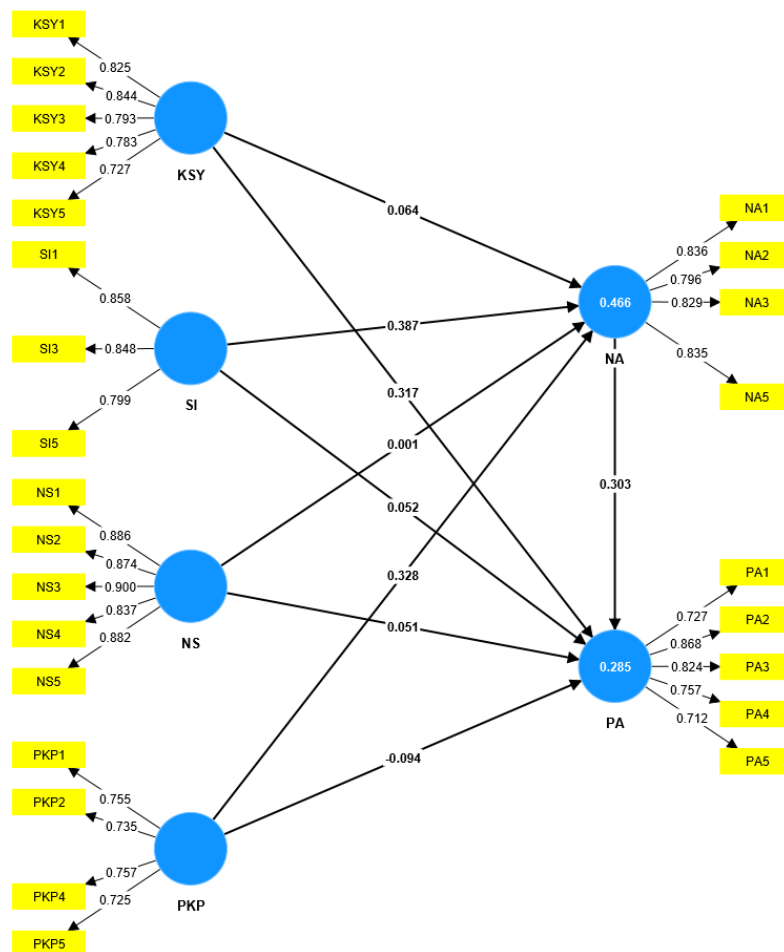 KSY1
KSY2
KSY3
KSY4
KSY5
0.825
0.844
0.793
0.783
0.727
KSY
SI1
SI3
SI5
0.858
0.848
0.799
SI
NS1
NS2
NS3
NS4
NS5
0.886
0.874
0.900
0.837
0.882
NS
PKP1
PKP2
PKP4
PKP5
0.755
0.735
0.757
0.725
PKP
0.064
0.387
0.317
0.001
0.052
0.328
0.051
-0.094
0.303
0.466
NA
0.836
0.796
0.829
0.835
NA1
NA2
NA3
NA5
0.285
PA
0.727
0.868
0.824
0.757
0.712
PA1
PA2
PA3
PA4
PA5